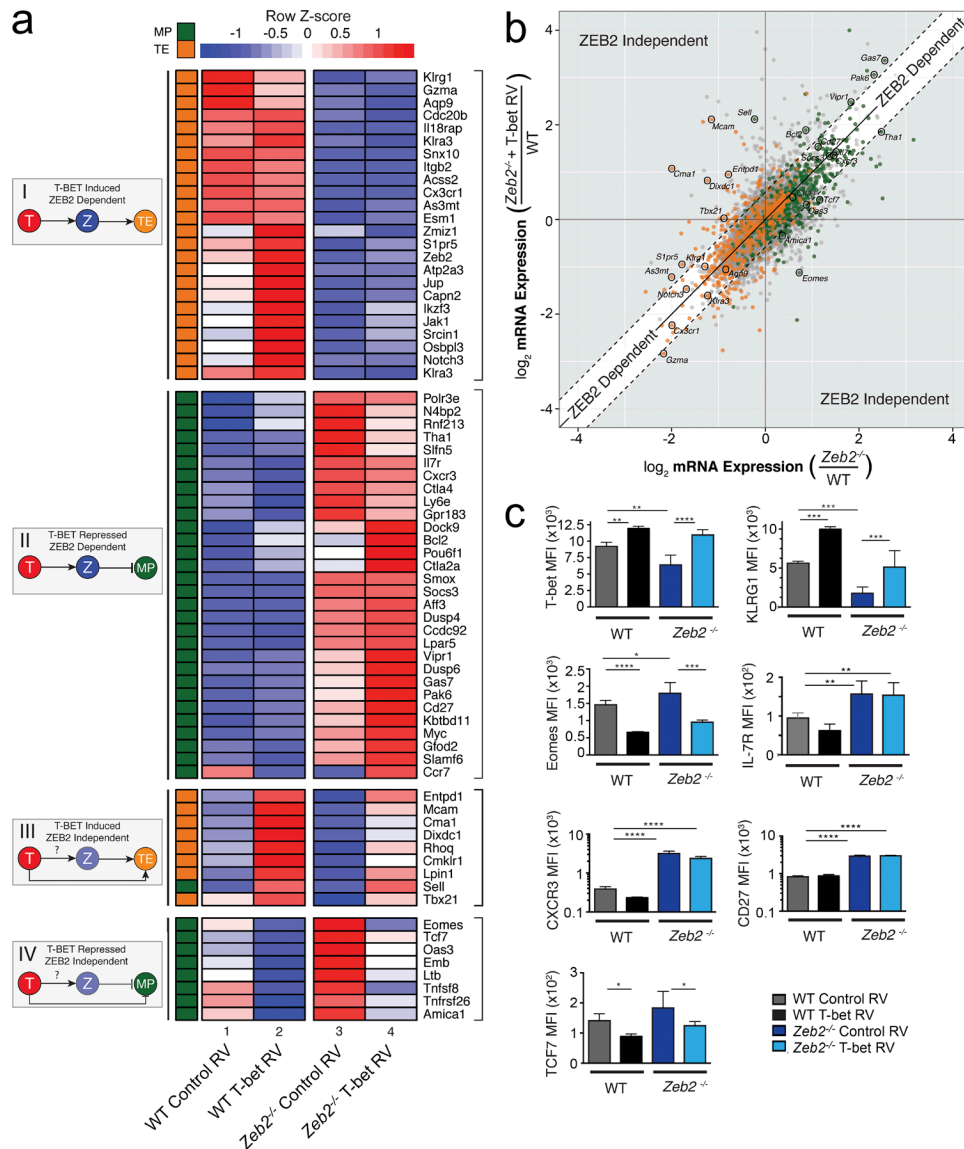 a
MP
TE
Row Z-score
-1 -0.5 0 0.5 1
I
T-BET Induced
ZEB2 Dependent
T Z TE
Klrg1
Gzma
Aqp9
Cdc20b
Il18rap
Klra3
Snx10
Itgb2
Acss2
Cx3cr1
As3mt
Esm1
Zmiz1
S1pr5
Zeb2
Atp2a3
Jup
Capn2
Ikzf3
Jak1
Srcin1
Osbpl3
Notch3
Klra3
II
T-BET Repressed
ZEB2 Dependent
T Z MP
Polr3e
N4bp2
Rnf213
Tha1
Slfn5
Il7r
Cxcr3
Ctla4
Ly6e
Gpr183
Dock9
Bcl2
Pou6f1
Ctla2a
Smox
Socs3
Aff3
Dusp4
Ccdc92
Lpar5
Vipr1
Dusp6
Gas7
Pak6
Cd27
Kbtbd11
Myc
Gfod2
Slamf6
Ccr7
III
T-BET Induced
ZEB2 Independent
?
T Z TE
Entpd1
Mcam
Cma1
Dixdc1
Rhoq
Cmklr1
Lpin1
Sell
Tbx21
IV
T-BET Repressed
ZEB2 Independent
?
T Z MP
Eomes
Tcf7
Oas3
Emb
Ltb
Tnfsf8
Tnfrsf26
Amica1
1 2 3 4
WT Control RV
WT T-bet RV
Zeb2-/- Control RV
Zeb2-/- T-bet RV
b
ZEB2 Independent
ZEB2 Dependent
Gas7
Pak6
Vipr1
Sell
Mcam
Bcl2
Tha1
Cd27
Socs3
Cxcr3
Cma1
Entpd1
Dixdc1
Tbx21
Tcf7
Oas3
Amica1
S1pr5
Klrg1
As3mt
Aqp9
Eomes
Notch3
Klra3
Cx3cr1
Gzma
ZEB2 Dependent
ZEB2 Independent
4
2
0
-2
-4
-4 -2 0 2 4
log2 mRNA Expression (Zeb2-/- + T-bet RV / WT)
log2 mRNA Expression (Zeb2-/- / WT)
c
T-bet MFI (x10³)
12.5
10
7.5
5
2.5
0
**
** ****
WT Zeb2 -/-
KLRG1 MFI (x10³)
10
5
0
***
*** ***
WT Zeb2 -/-
Eomes MFI (x10³)
2.5
2
1.5
1
0.5
0
*
**** ***
WT Zeb2 -/-
IL-7R MFI (x10²)
2
1
0
**
**
WT Zeb2 -/-
CXCR3 MFI (x10³)
10
1
0.1
****
****
WT Zeb2 -/-
CD27 MFI (x10³)
10
1
0.1
****
****
WT Zeb2 -/-
TCF7 MFI (x10²)
3
2
1
0
* *
WT Zeb2 -/-
WT Control RV
WT T-bet RV
Zeb2-/- Control RV
Zeb2-/- T-bet RV